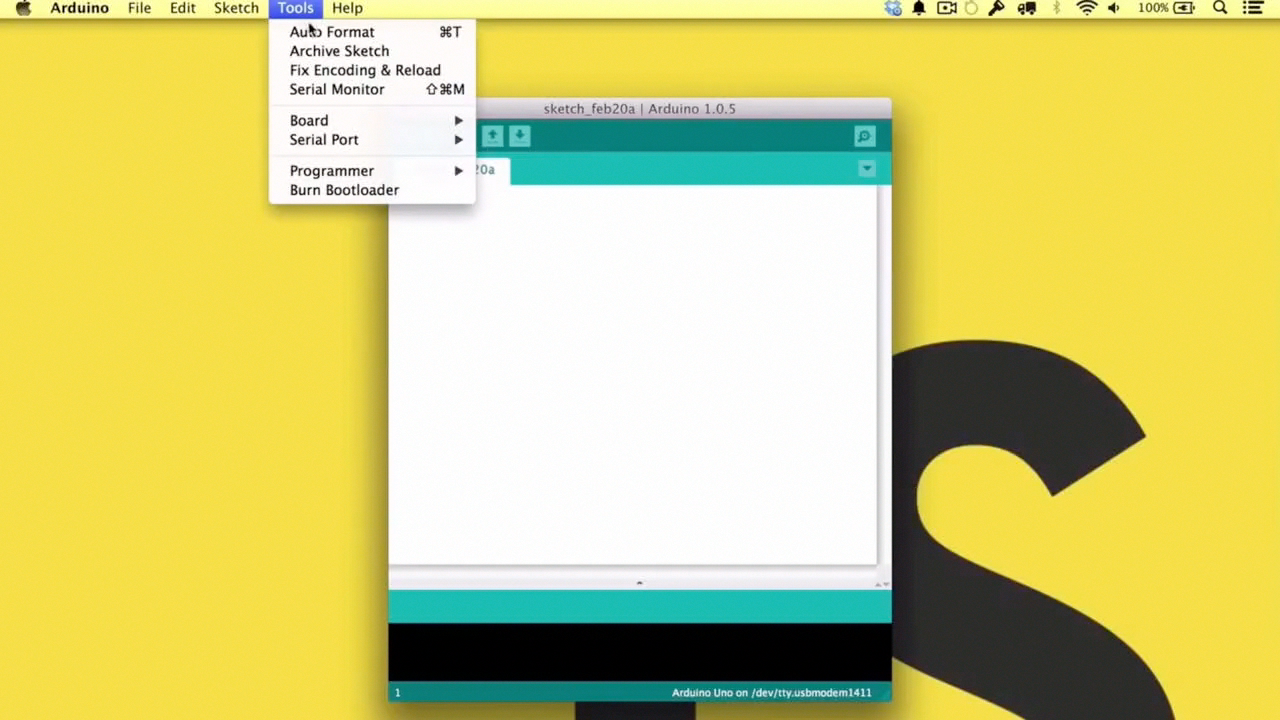 Arduino File Edit Sketch Tools Help 100%
Auto Format ⌘T
Archive Sketch
Fix Encoding & Reload
Serial Monitor ⇧⌘M
Board
Serial Port
Programmer
Burn Bootloader
sketch_feb20a | Arduino 1.0.5
20a
1 Arduino Uno on /dev/tty.usbmodem1411
S